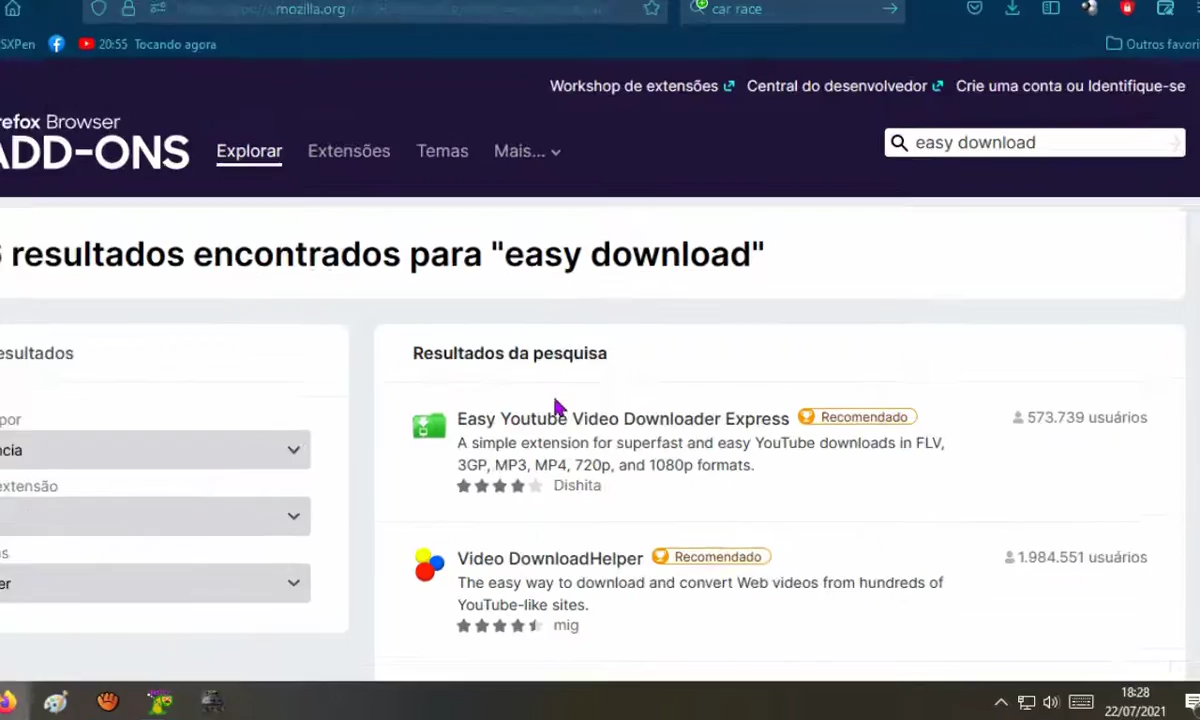 mozilla.org
car race
SXPen
20:55 Tocando agora
Outros favori
Workshop de extensões
Central do desenvolvedor
Crie uma conta ou Identifique-se
refox Browser
ADD-ONS
Explorar
Extensões
Temas
Mais...
easy download
resultados encontrados para "easy download"
esultados
por
ncia
extensão
er
Resultados da pesquisa
Easy Youtube Video Downloader Express
Recomendado
573.739 usuários
A simple extension for superfast and easy YouTube downloads in FLV,
3GP, MP3, MP4, 720p, and 1080p formats.
Dishita
Video DownloadHelper
Recomendado
1.984.551 usuários
The easy way to download and convert Web videos from hundreds of
YouTube-like sites.
mig
18:28
22/07/2021